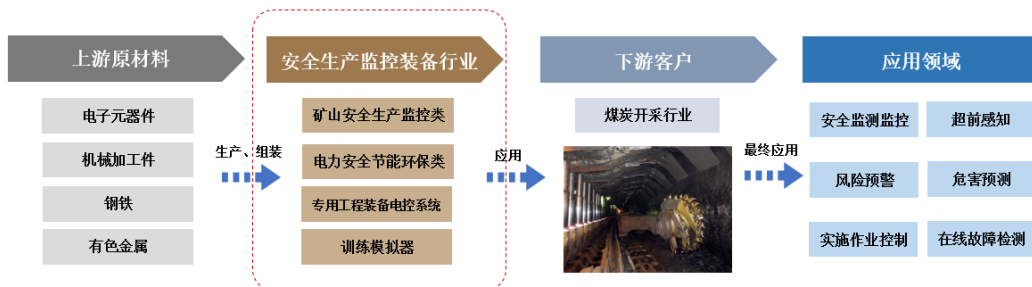 上游原材料
安全生产监控装备行业
下游客户
应用领域
电子元器件
机械加工件
钢铁
有色金属
生产、组装
矿山安全生产监控类
电力安全节能环保类
专用工程装备电控系统
训练模拟器
应用
煤炭开采行业
最终应用
安全监测监控
超前感知
风险预警
危害预测
实施作业控制
在线故障检测